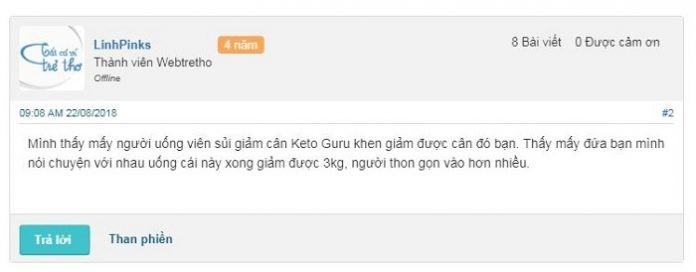 Tất cả vì
trẻ thơ
LinhPinks
4 năm
8 Bài viết
0 Được cảm ơn
Thành viên Webtretho
Offline
09:08 AM 22/08/2018
#2
Mình thấy mấy người uống viên sủi giảm cân Keto Guru khen giảm được cân đó bạn. Thấy mấy đứa bạn mình
nói chuyện với nhau uống cái này xong giảm được 3kg, người thon gọn vào hơn nhiều.
Trả lời
Than phiền